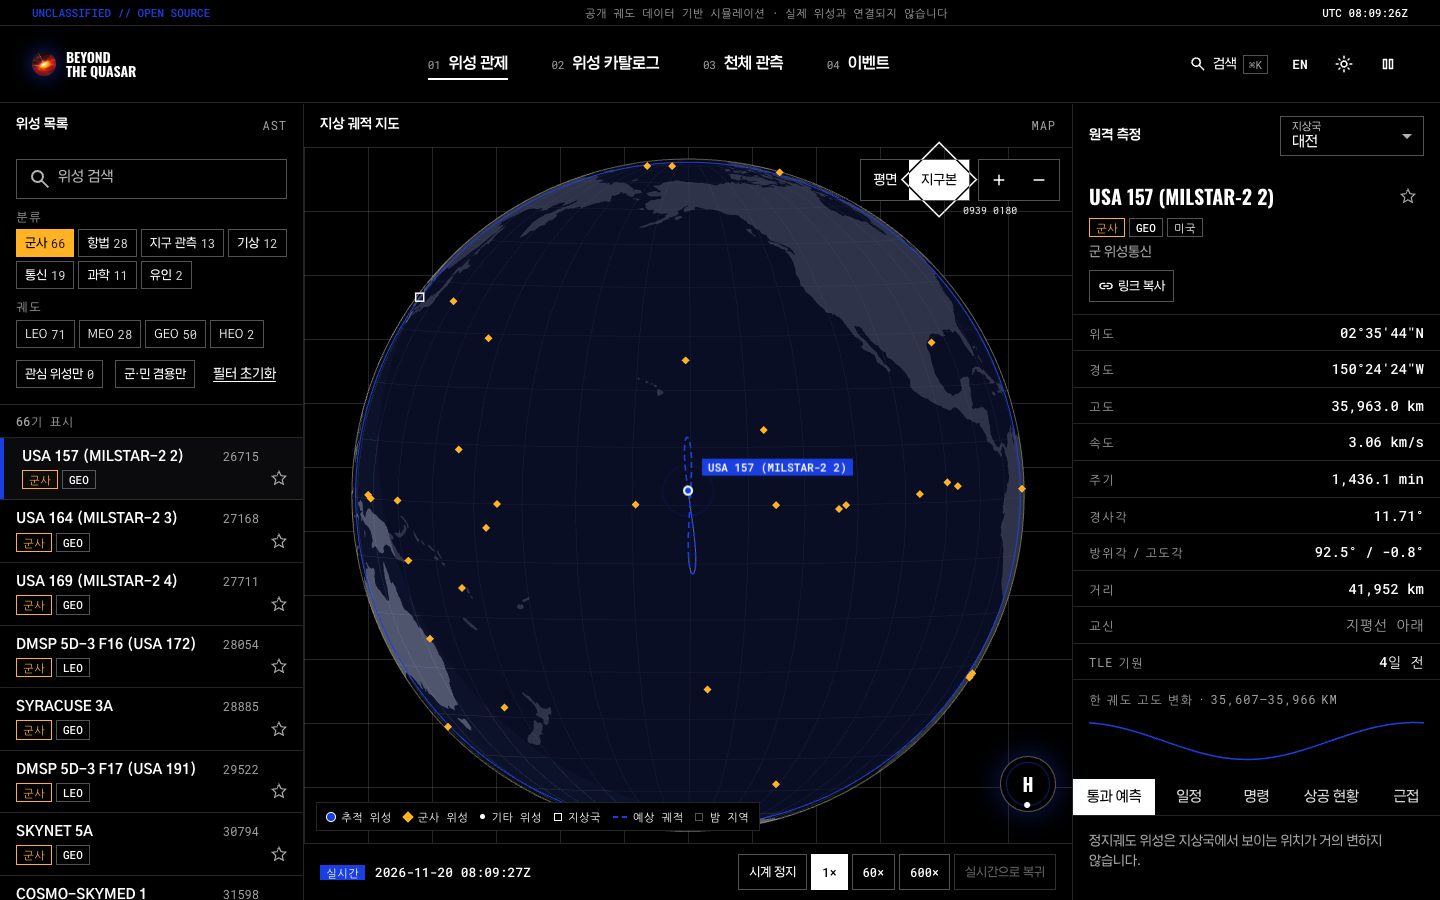 UNCLASSIFIED // OPEN SOURCE
공개 궤도 데이터 기반 시뮬레이션 · 실제 위성과 연결되지 않습니다
UTC 08:09:26Z
BEYOND
THE QUASAR
01 위성 관제
02 위성 카탈로그
03 천체 관측
04 이벤트
검색 ⌘K
EN
위성 목록
AST
위성 검색
분류
군사 66
항법 28
지구 관측 13
기상 12
통신 19
과학 11
유인 2
궤도
LEO 71
MEO 28
GEO 50
HEO 2
관심 위성만 0
군·민 겸용만
필터 초기화
66기 표시
USA 157 (MILSTAR-2 2)
26715
군사 GEO
USA 164 (MILSTAR-2 3)
27168
군사 GEO
USA 169 (MILSTAR-2 4)
27711
군사 GEO
DMSP 5D-3 F16 (USA 172)
28054
군사 LEO
SYRACUSE 3A
28885
군사 GEO
DMSP 5D-3 F17 (USA 191)
29522
군사 LEO
SKYNET 5A
30794
군사 GEO
COSMO-SKYMED 1
31598
지상 궤적 지도
MAP
평면
지구본
+
−
0939 0180
USA 157 (MILSTAR-2 2)
H
추적 위성
군사 위성
기타 위성
지상국
예상 궤적
밤 지역
실시간
2026-11-20 08:09:27Z
시계 정지
1×
60×
600×
실시간으로 복귀
원격 측정
지상국
대전
USA 157 (MILSTAR-2 2)
군사 GEO 미국
군 위성통신
링크 복사
위도 02°35'44"N
경도 150°24'24"W
고도 35,963.0 km
속도 3.06 km/s
주기 1,436.1 min
경사각 11.71°
방위각 / 고도각 92.5° / -0.8°
거리 41,952 km
교신 지평선 아래
TLE 기원 4일 전
한 궤도 고도 변화 · 35,607–35,966 KM
통과 예측
일정
명령
상공 현황
근접
정지궤도 위성은 지상국에서 보이는 위치가 거의 변하지
않습니다.